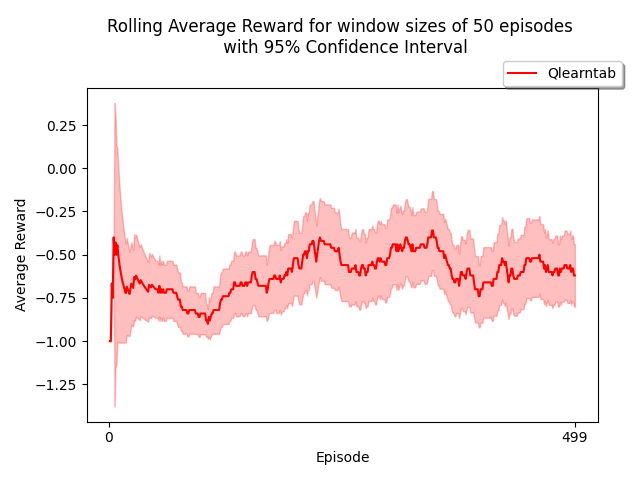 Rolling Average Reward for window sizes of 50 episodes
with 95% Confidence Interval
Qlearntab
0.25
0.00
−0.25
−0.50
−0.75
−1.00
−1.25
Average Reward
0
499
Episode